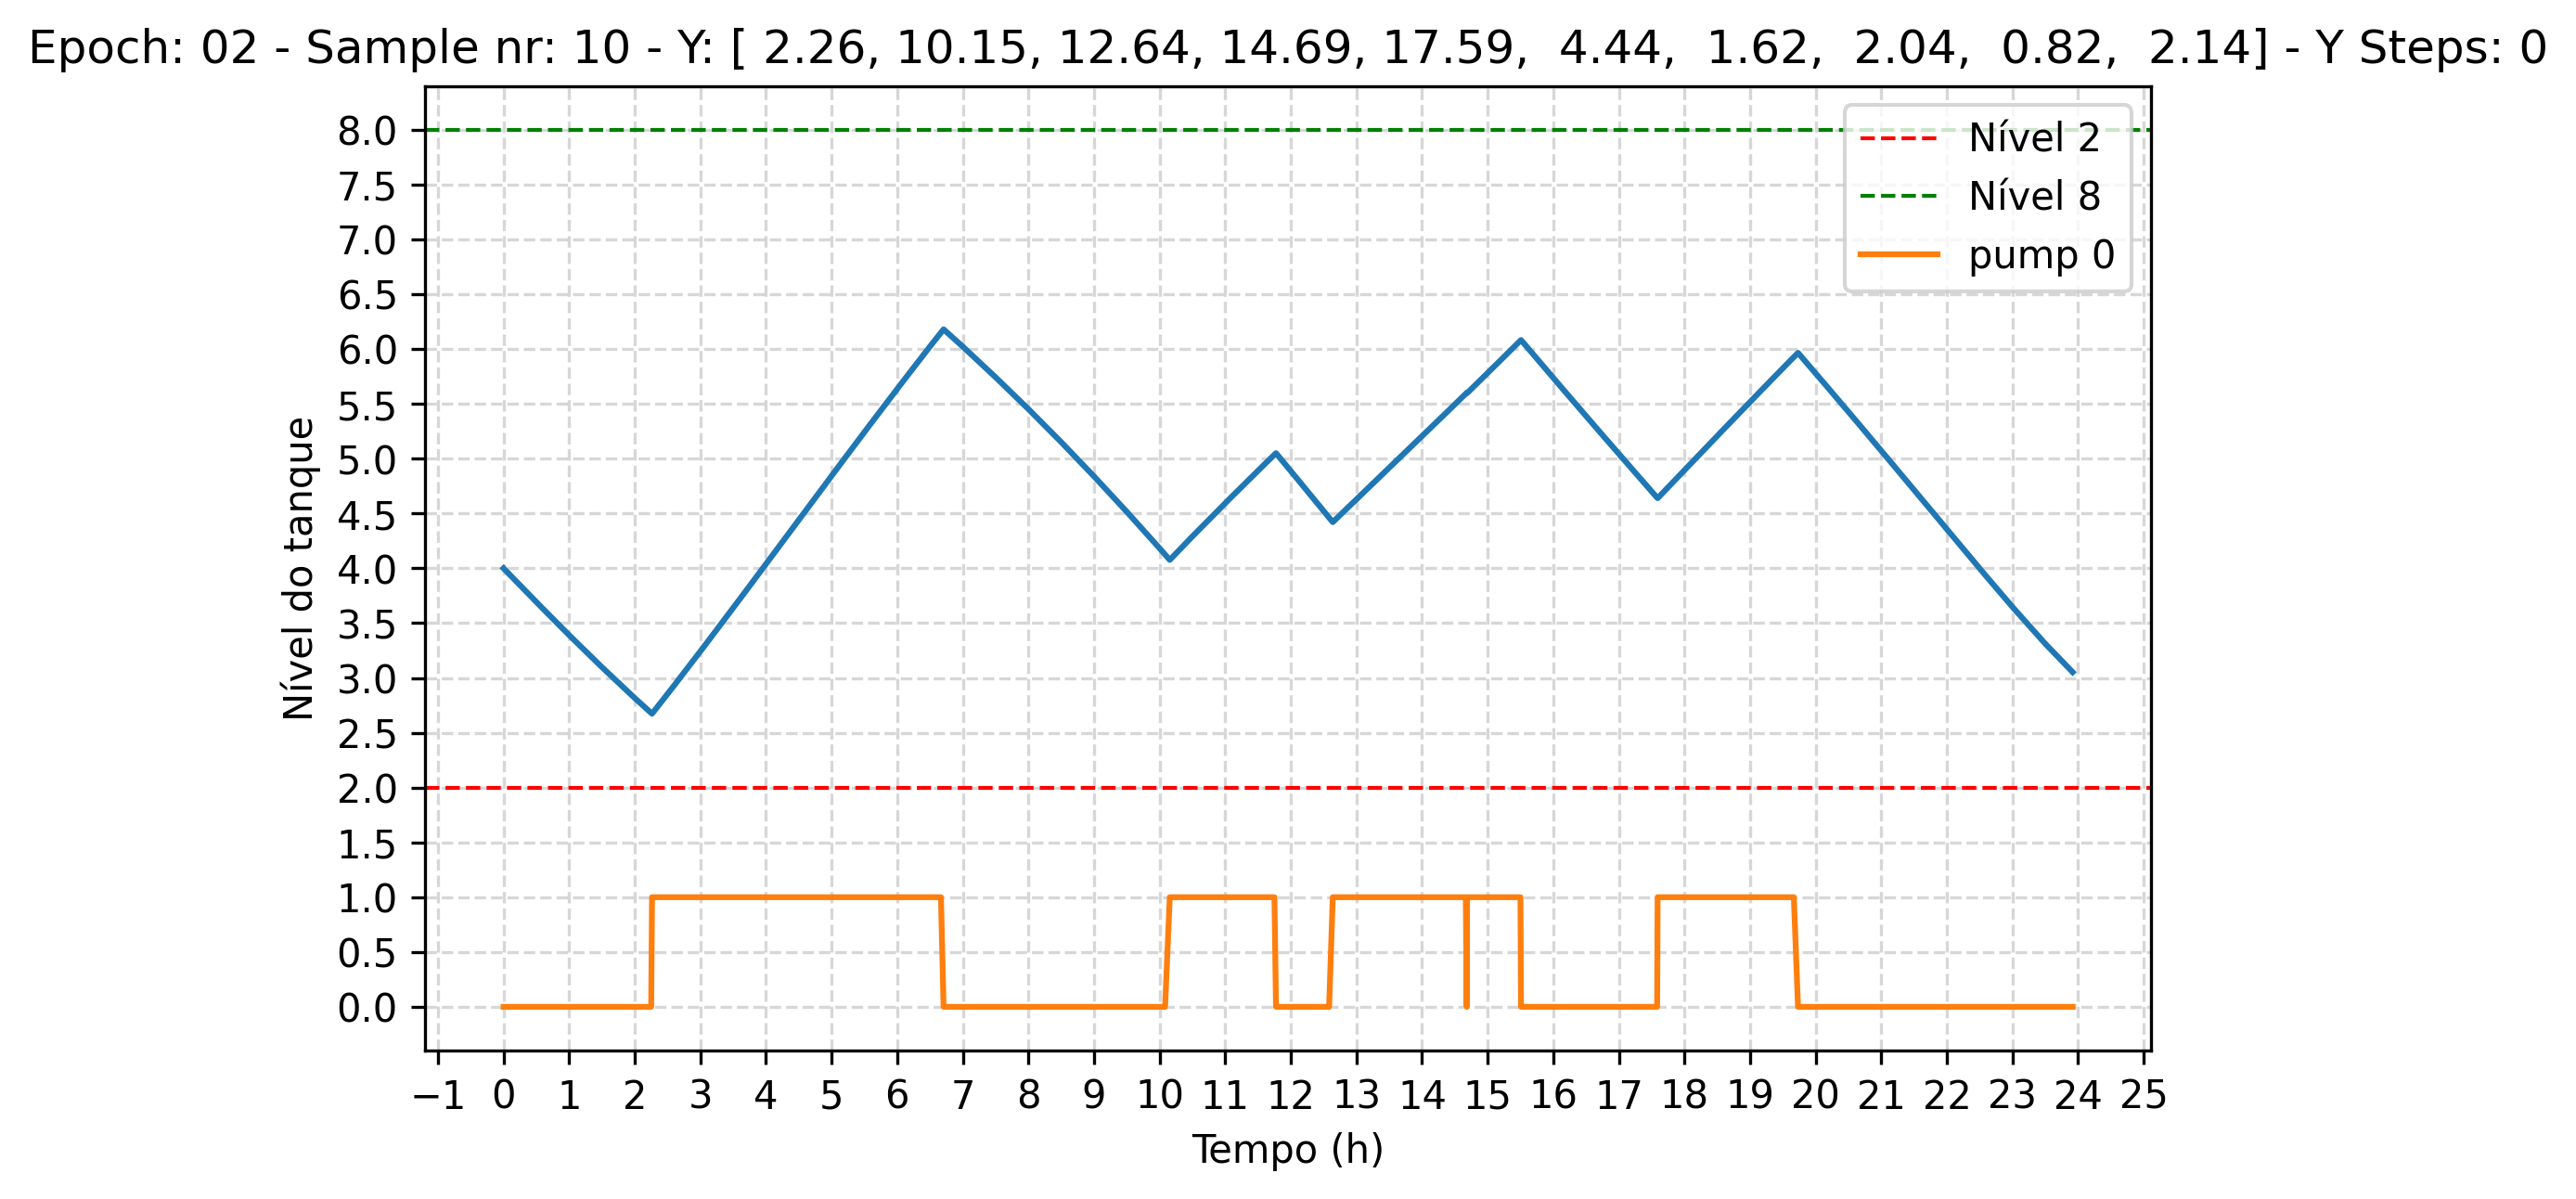 Epoch: 02 - Sample nr: 10 - Y: [ 2.26, 10.15, 12.64, 14.69, 17.59,  4.44,  1.62,  2.04,  0.82,  2.14] - Y Steps: 0
Nível 2
Nível 8
pump 0
Nível do tanque
8.0
7.5
7.0
6.5
6.0
5.5
5.0
4.5
4.0
3.5
3.0
2.5
2.0
1.5
1.0
0.5
0.0
−1 0 1 2 3 4 5 6 7 8 9 10 11 12 13 14 15 16 17 18 19 20 21 22 23 24 25
Tempo (h)